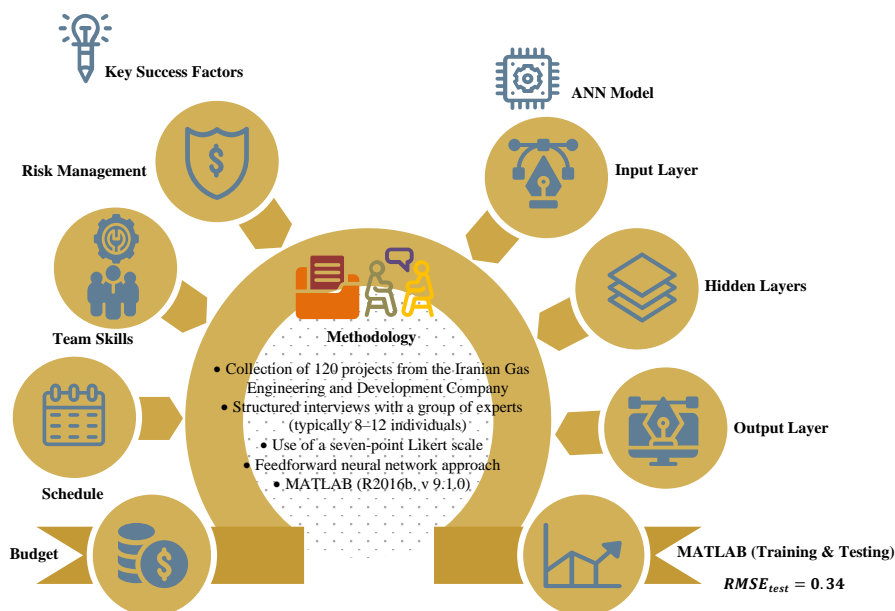 Key Success Factors
Risk Management
Team Skills
Schedule
Budget
Methodology
• Collection of 120 projects from the Iranian Gas
Engineering and Development Company
• Structured interviews with a group of experts
(typically 8–12 individuals)
• Use of a seven-point Likert scale
• Feedforward neural network approach
• MATLAB (R2016b, v 9.1.0)
ANN Model
Input Layer
Hidden Layers
Output Layer
MATLAB (Training & Testing)
RMSE_test = 0.34
$
$